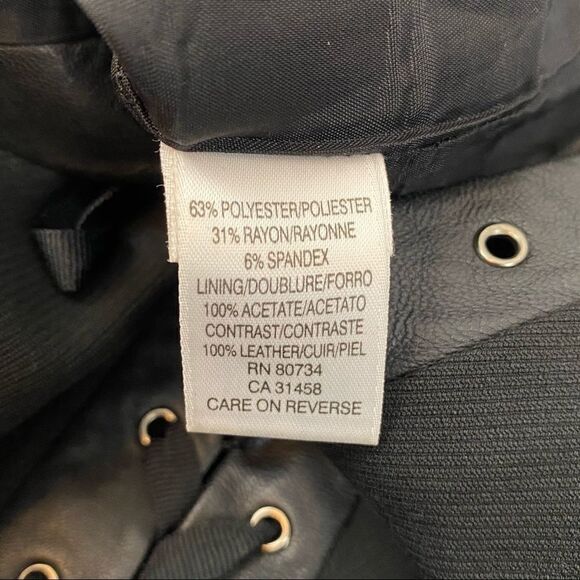 63% POLYESTER/POLIESTER
31% RAYON/RAYONNE
6% SPANDEX
LINING/DOUBLURE/FORRO
100% ACETATE/ACETATO
CONTRAST/CONTRASTE
100% LEATHER/CUIR/PIEL
RN 80734
CA 31458
CARE ON REVERSE